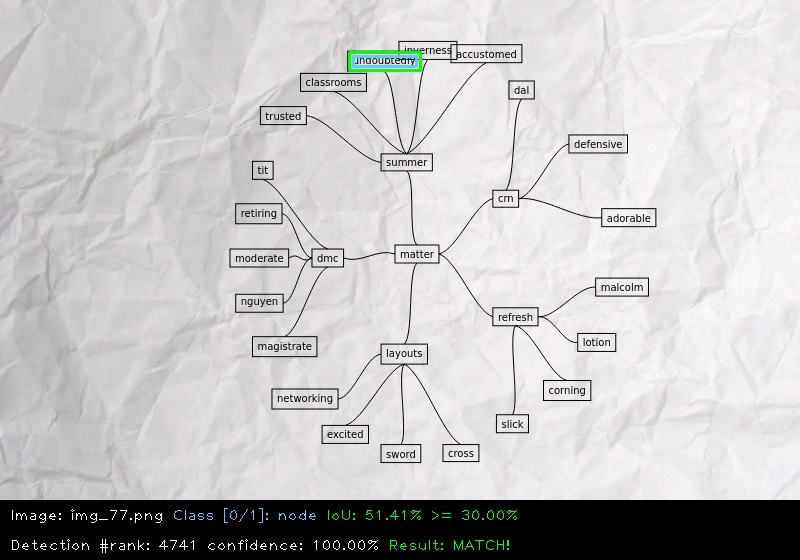 inverness
accustomed
undoubtedly
classrooms
dal
trusted
defensive
summer
tit
crn
retiring
adorable
matter
moderate
dmc
malcolm
nguyen
refresh
lotion
magistrate
layouts
corning
networking
slick
excited
sword
cross
Image: img_77.png Class [0/1]: node IoU: 51.41% >= 30.00%
Detection #rank: 4741 confidence: 100.00% Result: MATCH!